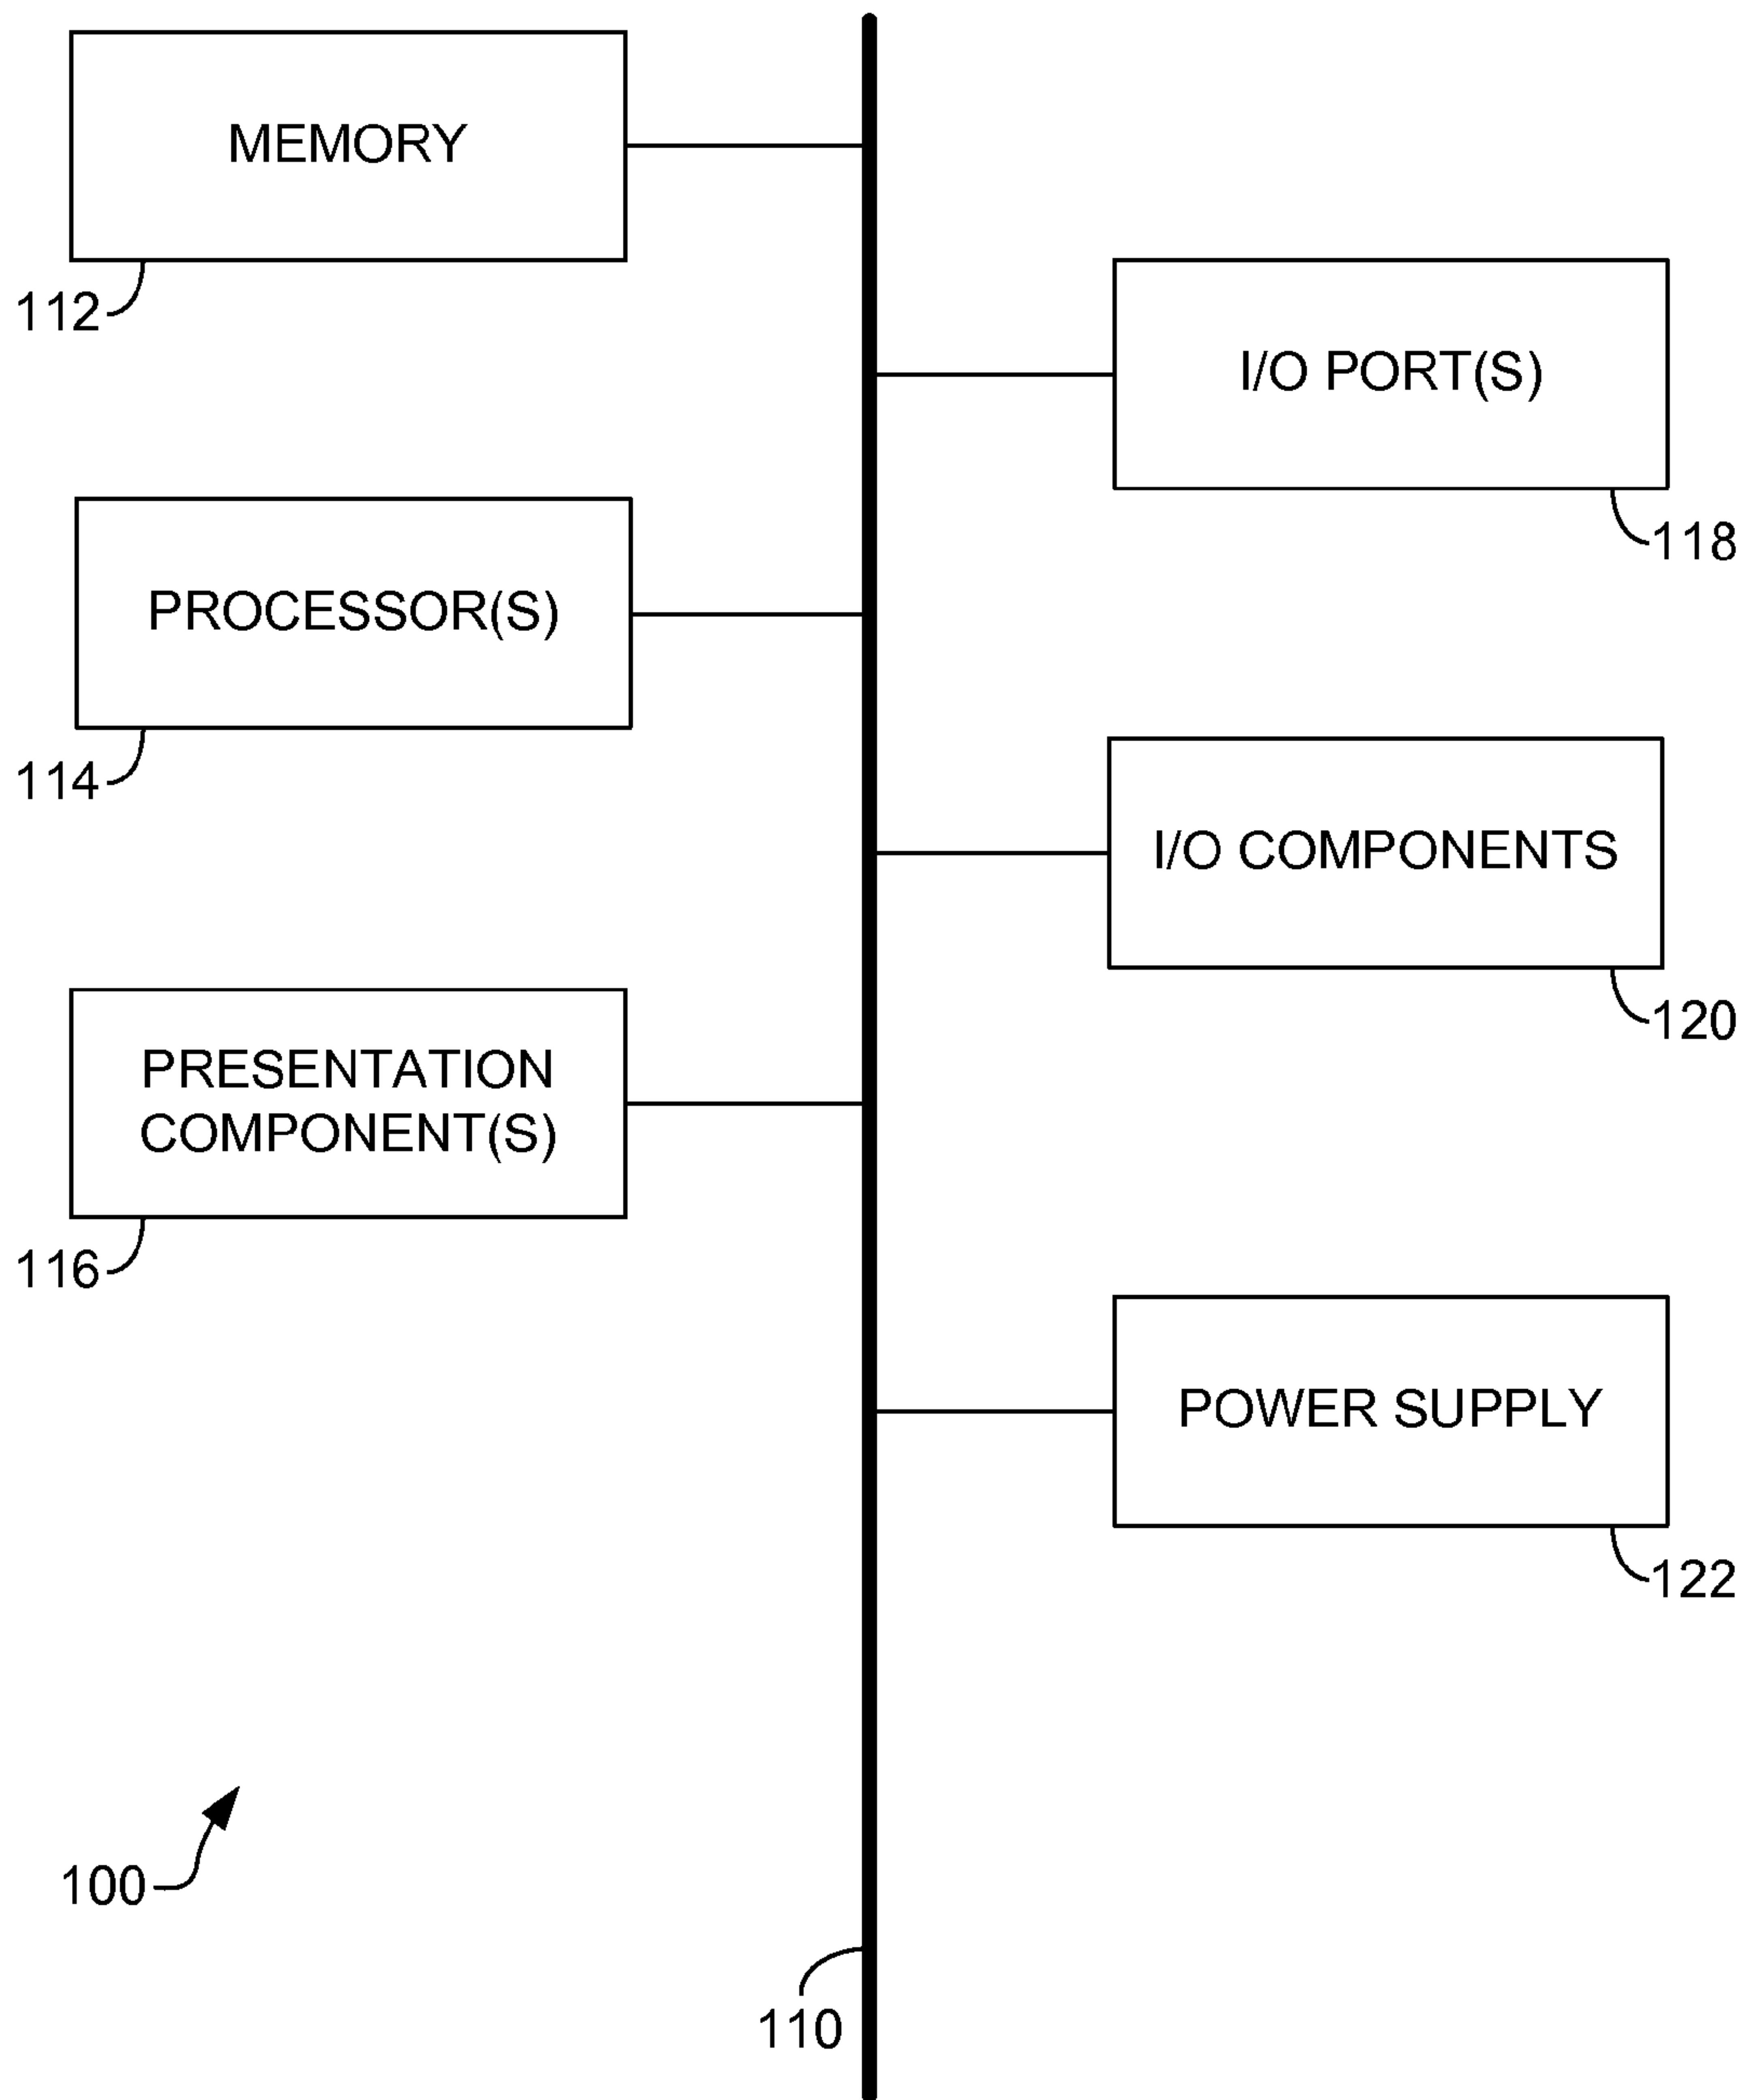 MEMORY
112
I/O PORT(S)
118
PROCESSOR(S)
114
I/O COMPONENTS
120
PRESENTATION
COMPONENT(S)
116
POWER SUPPLY
122
100
110